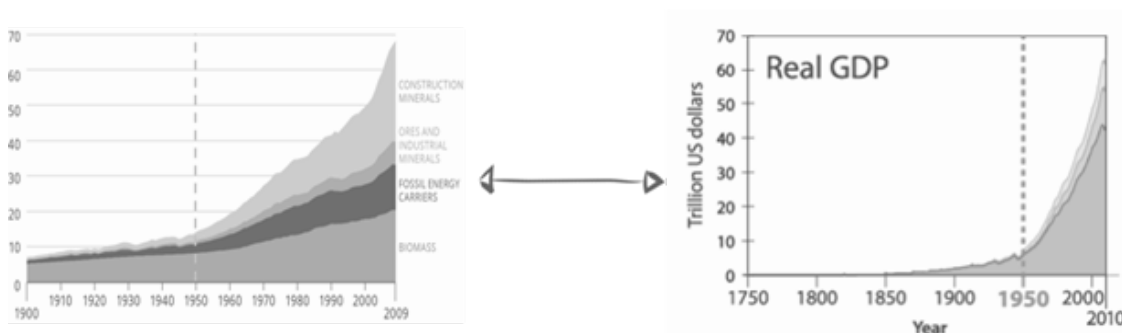 70
60
50
40
30
20
10
0
CONSTRUCTION
MINERALS
ORES AND
INDUSTRIAL
MINERALS
FOSSIL ENERGY
CARRIERS
BIOMASS
1910 1920 1930 1940 1950 1960 1970 1980 1990 2000
1900 2009
Real GDP
Trillion US dollars
70
60
50
40
30
20
10
0
1750 1800 1850 1900 1950 2000
2010
Year